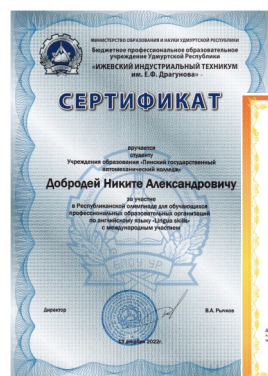 МИНИСТЕРСТВО ОБРАЗОВАНИЯ И НАУКИ УДМУРТСКОЙ РЕСПУБЛИКИ
Бюджетное профессиональное образовательное
учреждение Удмуртской Республики
«ИЖЕВСКИЙ ИНДУСТРИАЛЬНЫЙ ТЕХНИКУМ
им. Е.Ф. Драгунова»
СЕРТИФИКАТ
вручается
студенту
Учреждения образования «Пинский государственный
автомеханический колледж»
Добродей Никите Александровичу
за участие
в Республиканской олимпиаде для обучающихся
профессиональных образовательных организаций
по английскому языку «Lingua skills»
с международным участием
Директор
В.А. Рычков
13 декабря 2022г.